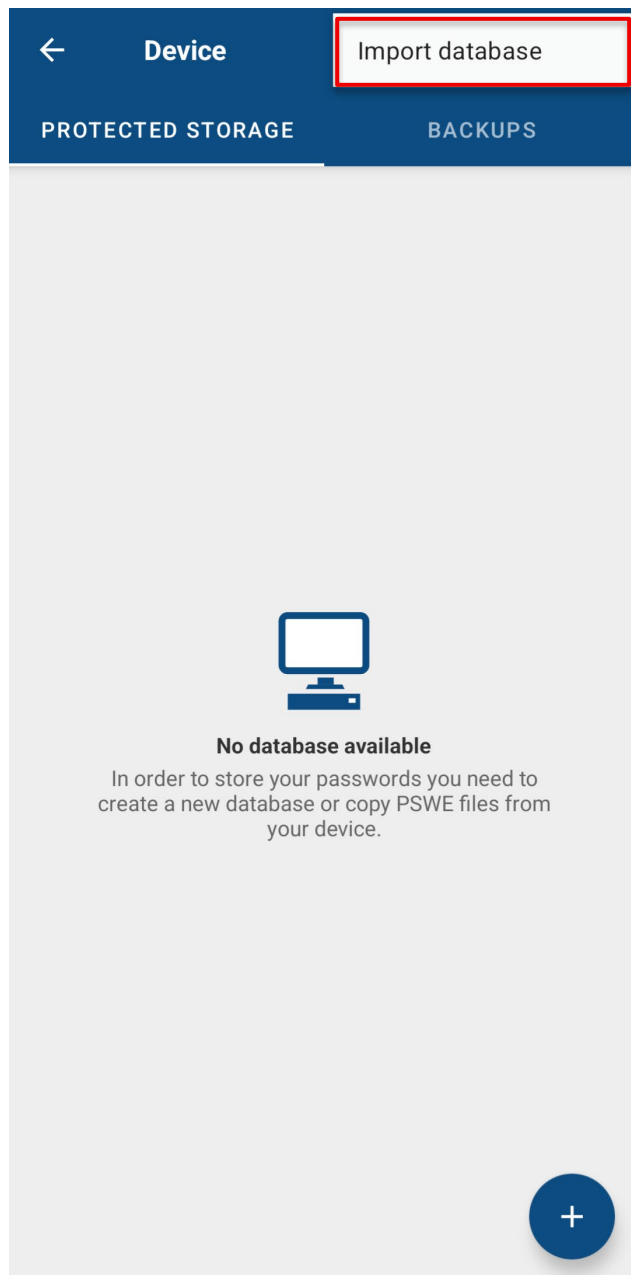 Device
Import database
PROTECTED STORAGE
BACKUPS
No database available
In order to store your passwords you need to
create a new database or copy PSWE files from
your device.